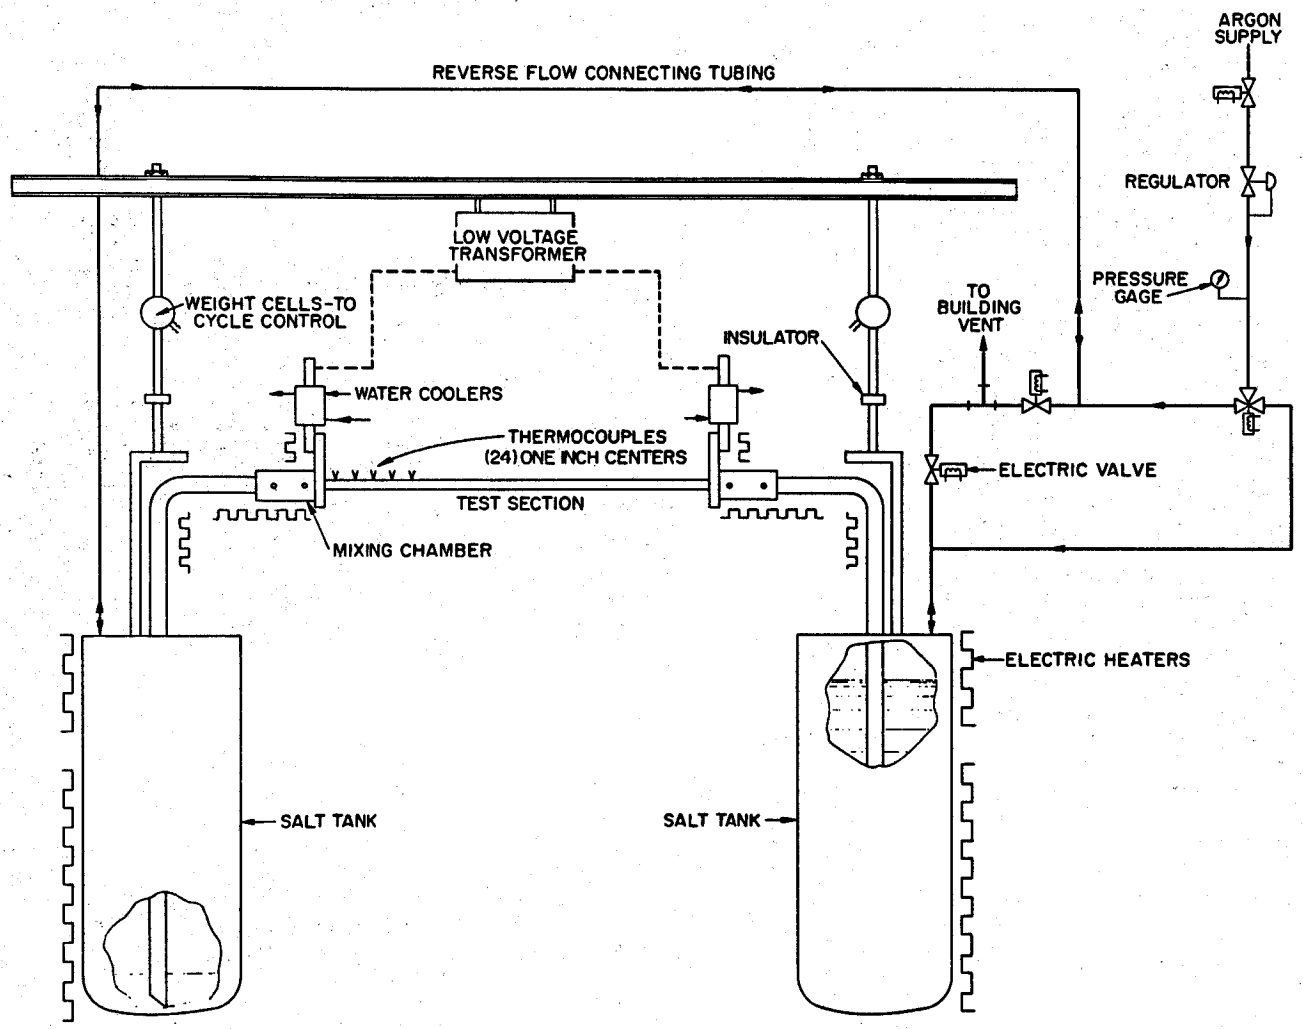 ARGON
SUPPLY
REVERSE FLOW CONNECTING TUBING
REGULATOR
LOW VOLTAGE
TRANSFORMER
PRESSURE
GAGE
TO
BUILDING
VENT
WEIGHT CELLS-TO
CYCLE CONTROL
INSULATOR
WATER COOLERS
THERMOCOUPLES
(24) ONE INCH CENTERS
ELECTRIC VALVE
TEST SECTION
MIXING CHAMBER
ELECTRIC HEATERS
SALT TANK
SALT TANK